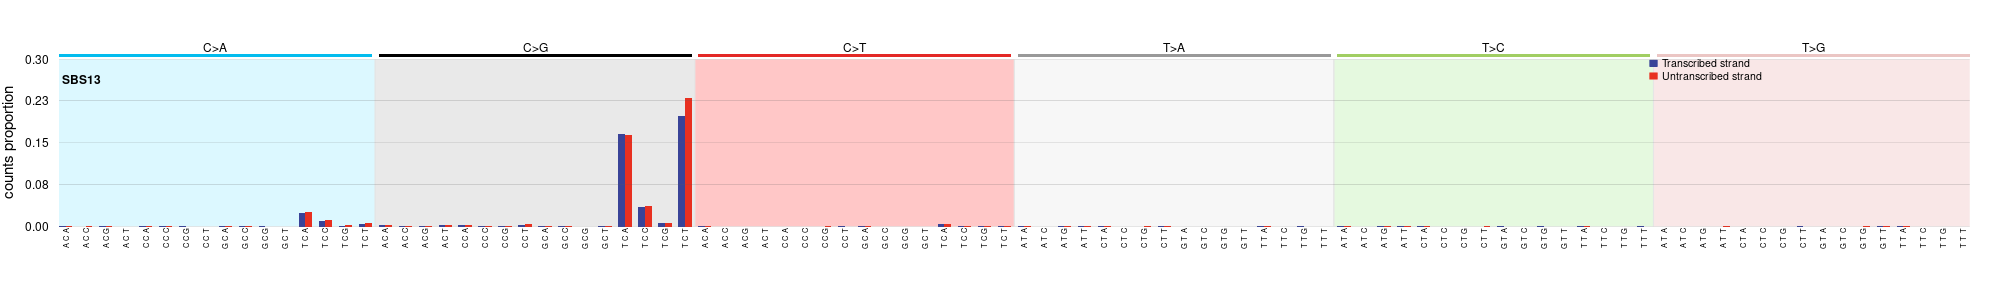 C>A C>G C>T T>A T>C T>G
0.30
SBS13
Transcribed strand
Untranscribed strand
0.23
0.15
0.08
0.00
counts proportion
ACA ACC ACG ACT CCA CCC CCG CCT GCA GCC GCG GCT TCA TCC TCG TCT ACA ACC ACG ACT CCA CCC CCG CCT GCA GCC GCG GCT TCA TCC TCG TCT ACA ACC ACG ACT CCA CCC CCG CCT GCA GCC GCG GCT TCA TCC TCG TCT ATA ATC ATG ATT CTA CTC CTG CTT GTA GTC GTG GTT TTA TTC TTG TTT ATA ATC ATG ATT CTA CTC CTG CTT GTA GTC GTG GTT TTA TTC TTG TTT ATA ATC ATG ATT CTA CTC CTG CTT GTA GTC GTG GTT TTA TTC TTG TTT